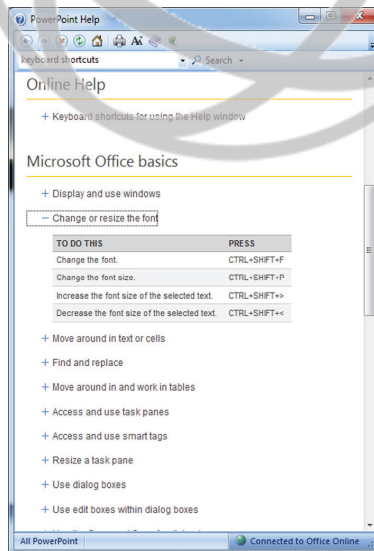 PowerPoint Help
keyboard shortcuts
Search
Online Help
+ Keyboard shortcuts for using the Help window
Microsoft Office basics
+ Display and use windows
− Change or resize the font
TO DO THIS PRESS
Change the font. CTRL+SHIFT+F
Change the font size. CTRL+SHIFT+P
Increase the font size of the selected text. CTRL+SHIFT+>
Decrease the font size of the selected text. CTRL+SHIFT+<
+ Move around in text or cells
+ Find and replace
+ Move around in and work in tables
+ Access and use task panes
+ Access and use smart tags
+ Resize a task pane
+ Use dialog boxes
+ Use edit boxes within dialog boxes
All PowerPoint Connected to Office Online